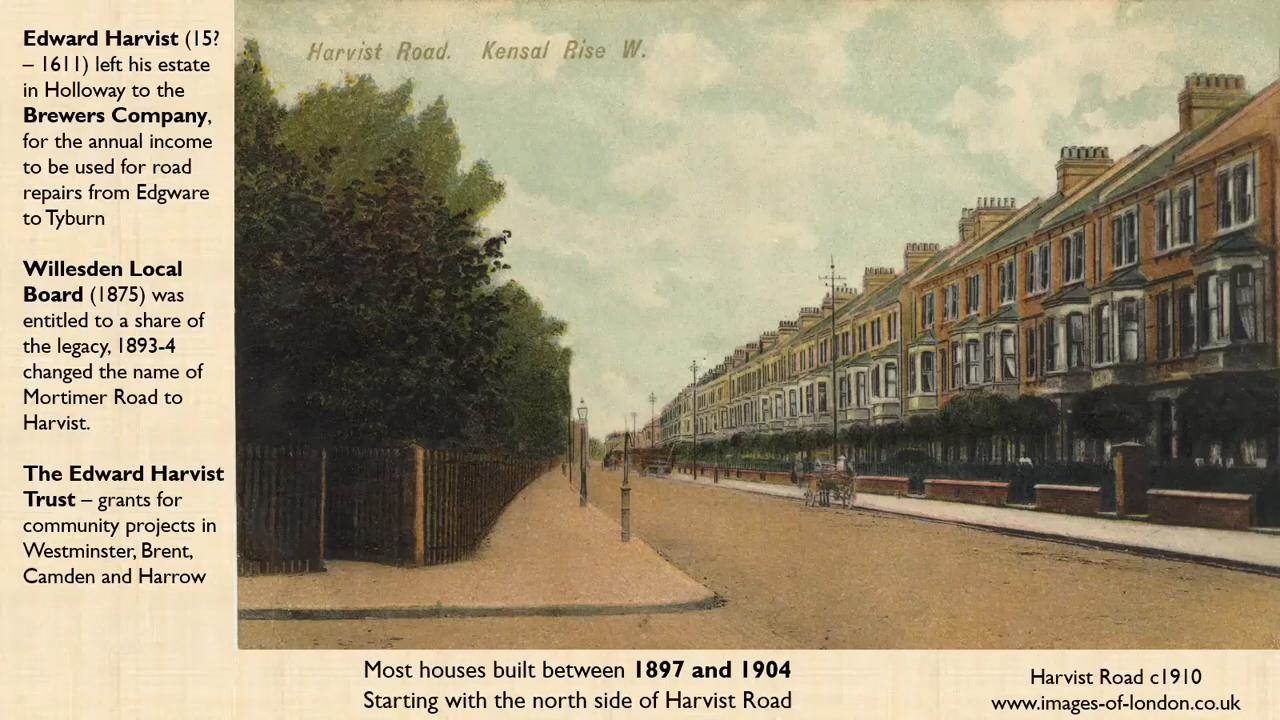 Edward Harvist (15?
– 1611) left his estate
in Holloway to the
Brewers Company,
for the annual income
to be used for road
repairs from Edgware
to Tyburn
Willesden Local
Board (1875) was
entitled to a share of
the legacy, 1893-4
changed the name of
Mortimer Road to
Harvist.
The Edward Harvist
Trust – grants for
community projects in
Westminster, Brent,
Camden and Harrow
Harvist Road. Kensal Rise W.
Most houses built between 1897 and 1904
Starting with the north side of Harvist Road
Harvist Road c1910
www.images-of-london.co.uk